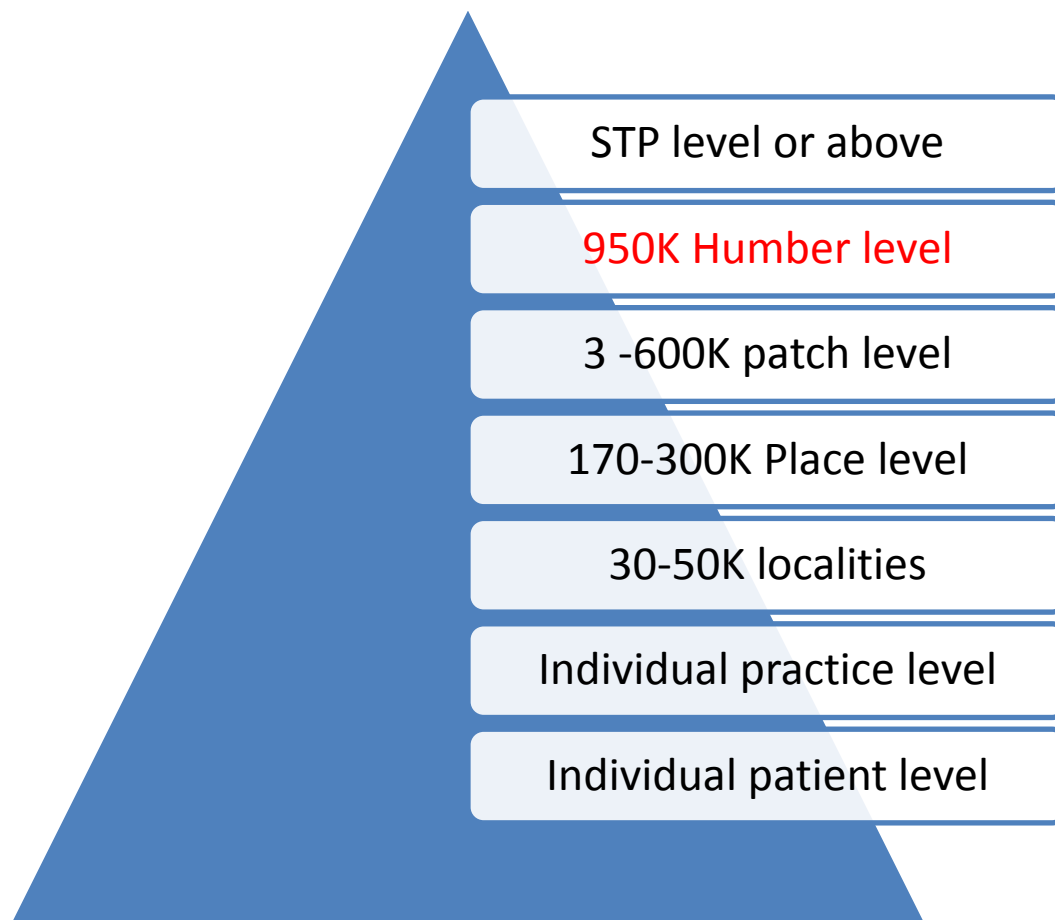 STP level or above
950K Humber level
3 -600K patch level
170-300K Place level
30-50K localities
Individual practice level
Individual patient level